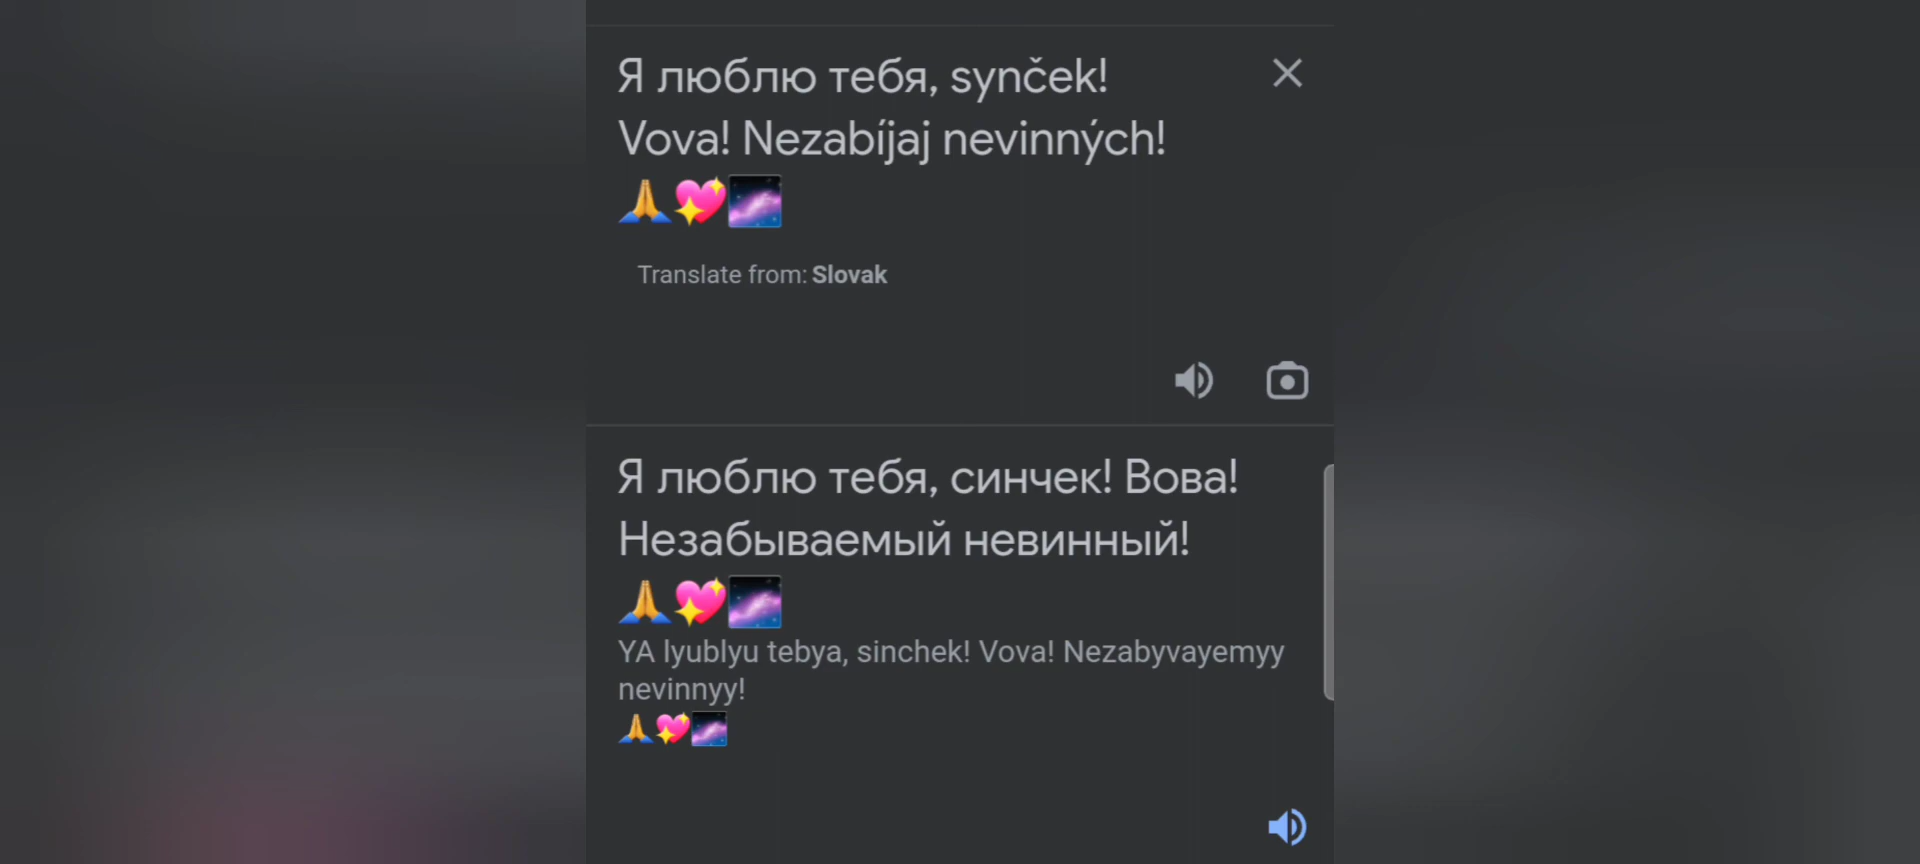 Я люблю тебя, synček!
Vova! Nezabíjaj nevinných!
🙏💖🌌
Translate from: Slovak
Я люблю тебя, синчек! Вова!
Незабываемый невинный!
🙏💖🌌
YA lyublyu tebya, sinchek! Vova! Nezabyvayemyy
nevinnyy!
🙏💖🌌